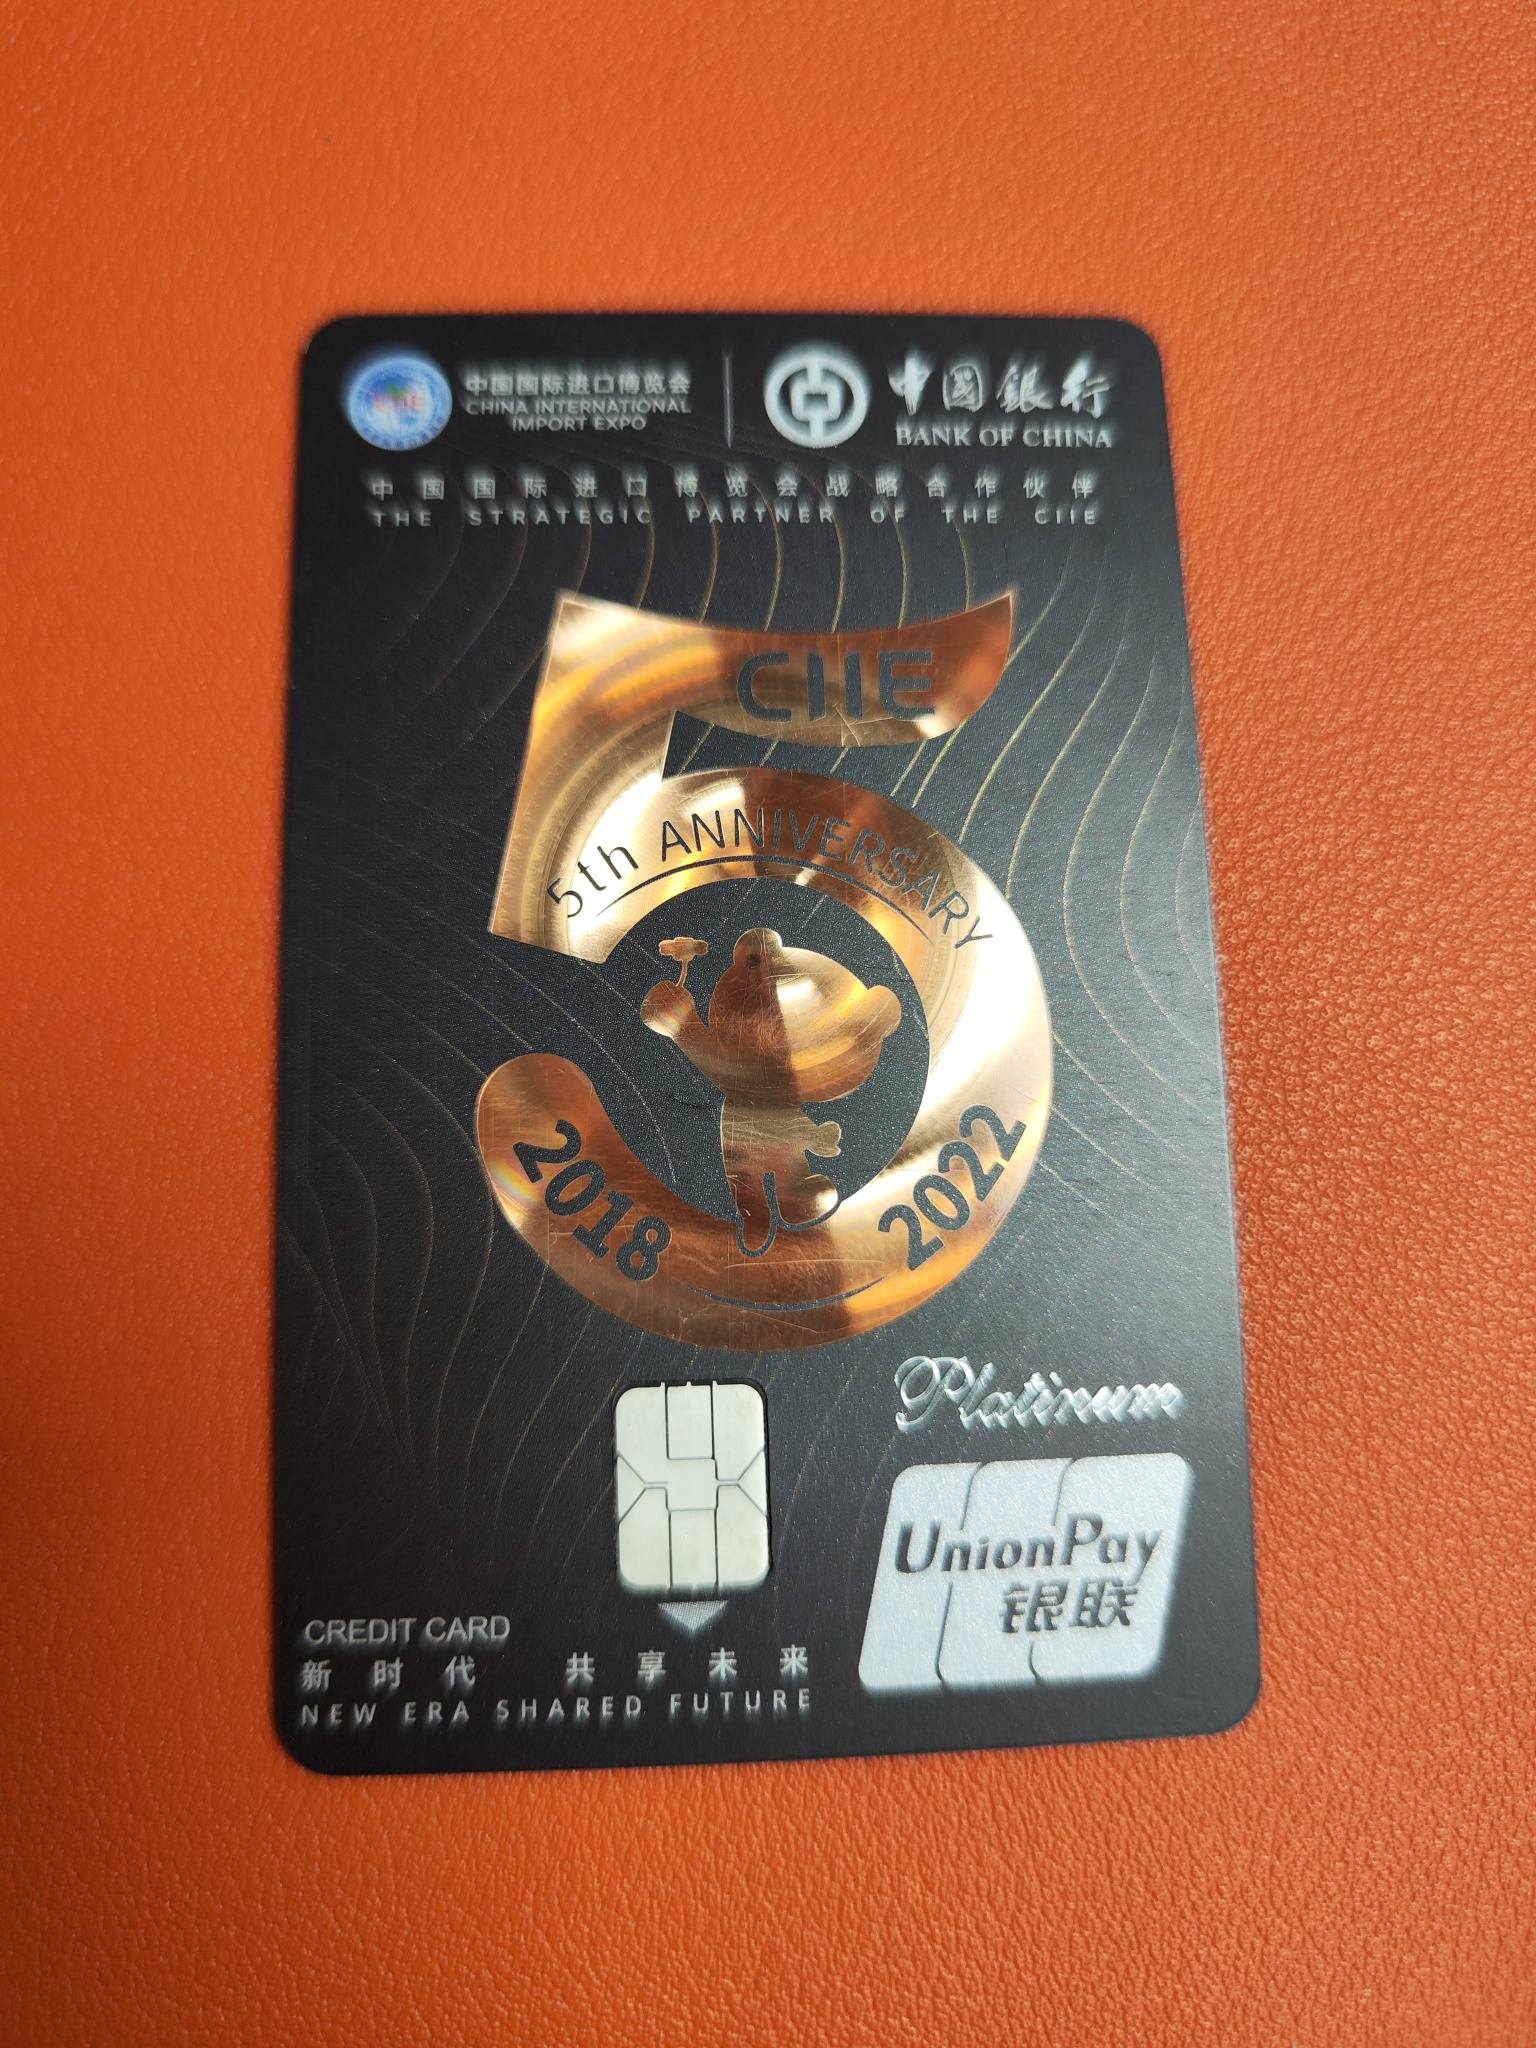 中国国际进口博览会
CHINA INTERNATIONAL
IMPORT EXPO
中国銀行
BANK OF CHINA
中国国际进口博览会战略合作伙伴
THE STRATEGIC PARTNER OF THE CIIE
CIIE
5th ANNIVERSARY
2018
2022
Platinum
UnionPay
银联
CREDIT CARD
新时代 共享未来
NEW ERA SHARED FUTURE